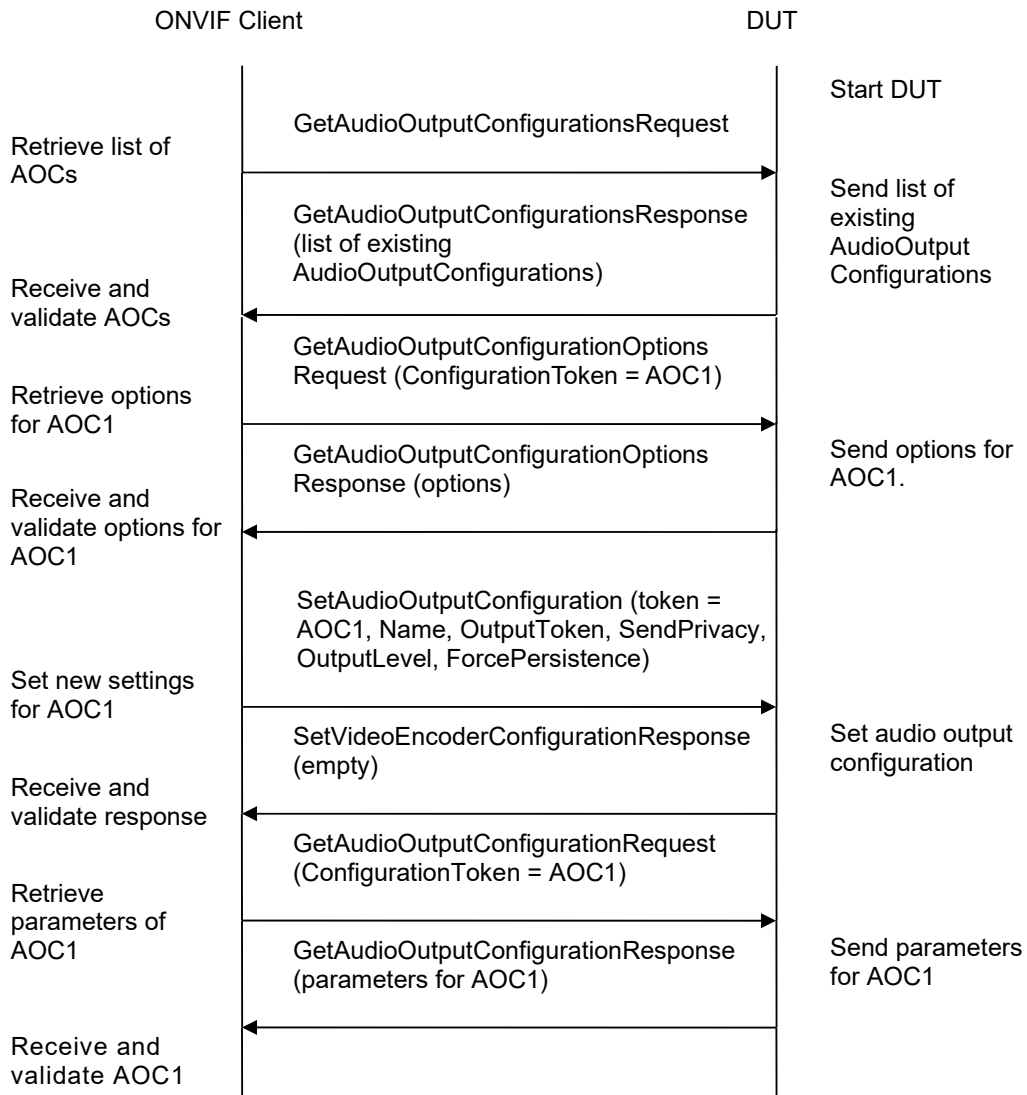 ONVIF Client
DUT
Start DUT
GetAudioOutputConfigurationsRequest
Retrieve list of
AOCs
Send list of
existing
AudioOutput
Configurations
GetAudioOutputConfigurationsResponse
(list of existing
AudioOutputConfigurations)
Receive and
validate AOCs
GetAudioOutputConfigurationOptions
Request (ConfigurationToken = AOC1)
Retrieve options
for AOC1
Send options for
AOC1.
GetAudioOutputConfigurationOptions
Response (options)
Receive and
validate options for
AOC1
SetAudioOutputConfiguration (token =
AOC1, Name, OutputToken, SendPrivacy,
OutputLevel, ForcePersistence)
Set new settings
for AOC1
Set audio output
configuration
SetVideoEncoderConfigurationResponse
(empty)
Receive and
validate response
GetAudioOutputConfigurationRequest
(ConfigurationToken = AOC1)
Retrieve
parameters of
AOC1
Send parameters
for AOC1
GetAudioOutputConfigurationResponse
(parameters for AOC1)
Receive and
validate AOC1